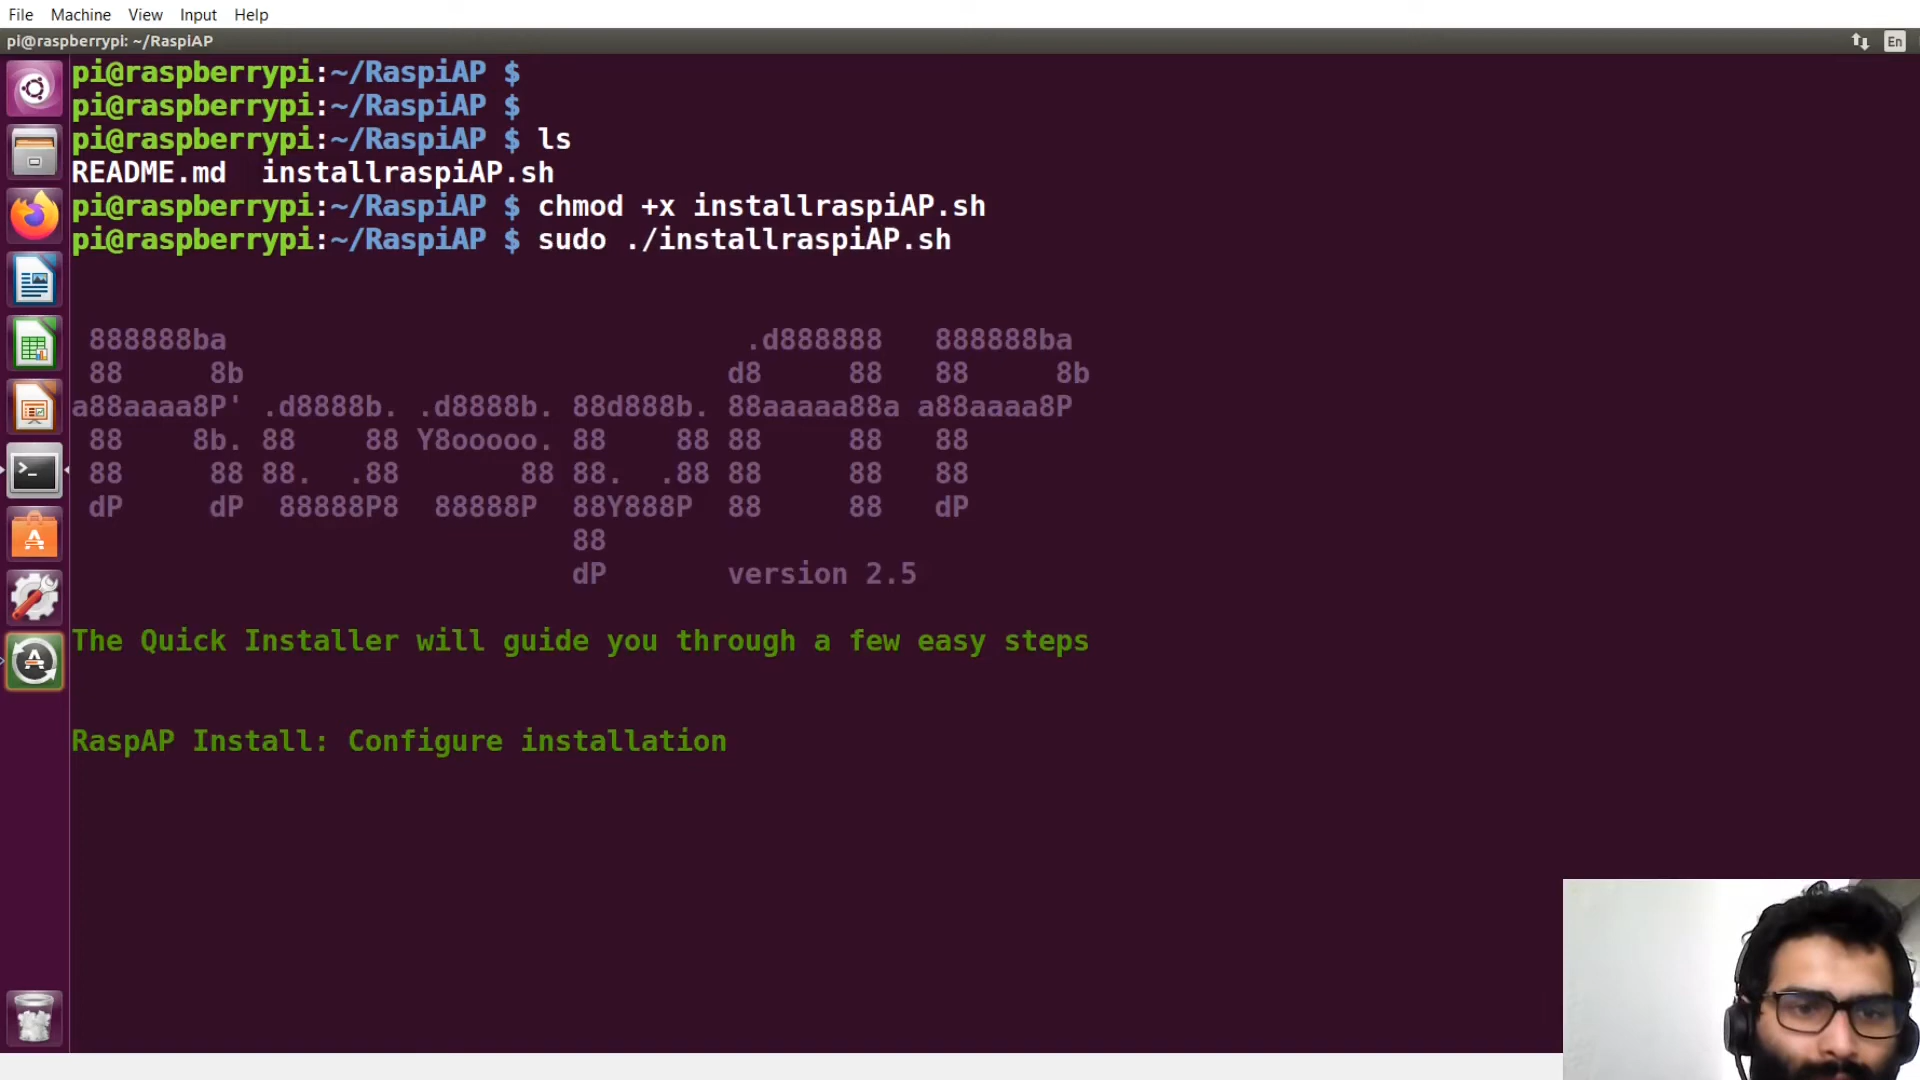 File Machine View Input Help
pi@raspberrypi: ~/RaspiAP
En
pi@raspberrypi:~/RaspiAP $
pi@raspberrypi:~/RaspiAP $
pi@raspberrypi:~/RaspiAP $ ls
README.md  installraspiAP.sh
pi@raspberrypi:~/RaspiAP $ chmod +x installraspiAP.sh
pi@raspberrypi:~/RaspiAP $ sudo ./installraspiAP.sh
 888888ba                              .d888888   888888ba
 88     8b                            d8     88   88     8b
a88aaaa8P' .d8888b. .d8888b. 88d888b. 88aaaaa88a a88aaaa8P
 88    8b. 88    88 Y8ooooo. 88    88 88     88   88
 88     88 88.  .88       88 88.  .88 88     88   88
 dP     dP  88888P8  88888P  88Y888P  88     88   dP
                             88
                             dP       version 2.5
The Quick Installer will guide you through a few easy steps
RaspAP Install: Configure installation